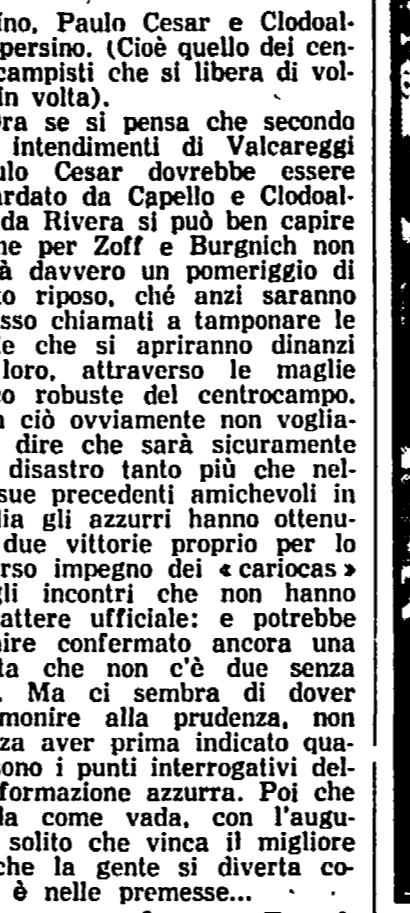 ino, Paulo Cesar e Clodoal-
persino. (Cioè quello dei cen-
campisti che si libera di vol-
in volta).
Ora se si pensa che secondo
intendimenti di Valcareggi
ulo Cesar dovrebbe essere
ardato da Capello e Clodoal-
da Rivera si può ben capire
me per Zoff e Burgnich non
à davvero un pomeriggio di
o riposo, ché anzi saranno
sso chiamati a tamponare le
e che si apriranno dinanzi
loro, attraverso le maglie
o robuste del centrocampo.
ciò ovviamente non voglia-
dire che sarà sicuramente
disastro tanto più che nel-
sue precedenti amichevoli in
lia gli azzurri hanno ottenu-
due vittorie proprio per lo
rso impegno dei « cariocas »
gli incontri che non hanno
attere ufficiale: e potrebbe
ire confermato ancora una
ta che non c'è due senza
. Ma ci sembra di dover
monire alla prudenza, non
za aver prima indicato qua-
sono i punti interrogativi del-
formazione azzurra. Poi che
da come vada, con l'augu-
solito che vinca il migliore
che la gente si diverta co-
è nelle premesse...